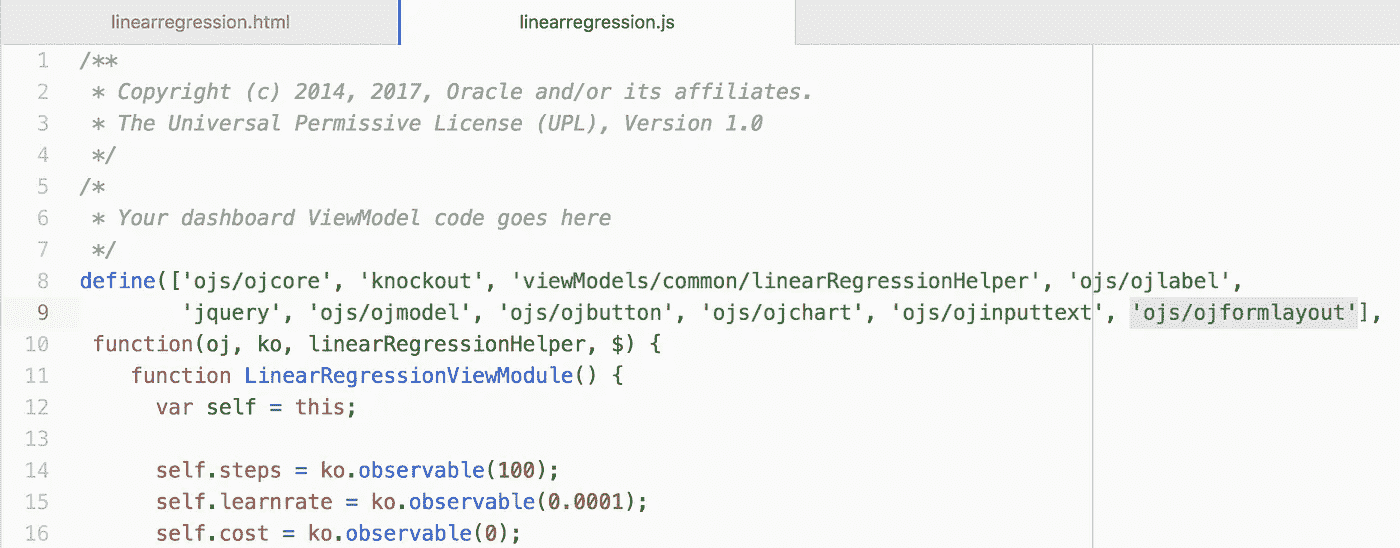 linearregression.html
linearregression.js
1 /**
2 * Copyright (c) 2014, 2017, Oracle and/or its affiliates.
3 * The Universal Permissive License (UPL), Version 1.0
4 */
5 /*
6 * Your dashboard ViewModel code goes here
7 */
8 define(['ojs/ojcore', 'knockout', 'viewModels/common/linearRegressionHelper', 'ojs/ojlabel',
9 'jquery', 'ojs/ojmodel', 'ojs/ojbutton', 'ojs/ojchart', 'ojs/ojinputtext', 'ojs/ojformlayout'],
10 function(oj, ko, linearRegressionHelper, $) {
11 function LinearRegressionViewModule() {
12 var self = this;
13
14 self.steps = ko.observable(100);
15 self.learnrate = ko.observable(0.0001);
16 self.cost = ko.observable(0);